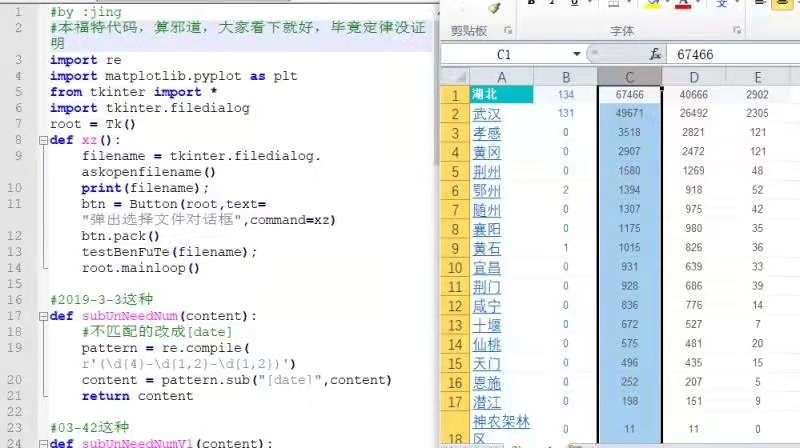 1 #by :jing
2 #本福特代码，算邪道，大家看下就好，毕竟定律没证
明
3 import re
4 import matplotlib.pyplot as plt
5 from tkinter import *
6 import tkinter.filedialog
7 root = Tk()
8 def xz():
9 filename = tkinter.filedialog.
askopenfilename()
10 print(filename);
11 btn = Button(root,text=
"弹出选择文件对话框",command=xz)
12 btn.pack()
13 testBenFuTe(filename);
14 root.mainloop()
15
16 #2019-3-3这种
17 def subUnNeedNum(content):
18 #不匹配的改成[date]
19 pattern = re.compile(
r'(\d{4}-\d{1,2}-\d{1,2})')
20 content = pattern.sub("[date]",content)
21 return content
22
23 #03-42这种
24 def subUnNeedNumV1(content):
剪贴板 字体
C1 fx 67466
A B C D E
1 湖北 134 67466 40666 2902
2 武汉 131 49671 26492 2305
3 孝感 0 3518 2821 121
4 黄冈 0 2907 2472 121
5 荆州 0 1580 1269 48
6 鄂州 2 1394 918 52
7 随州 0 1307 975 42
8 襄阳 0 1175 980 35
9 黄石 1 1015 826 36
10 宜昌 0 931 639 33
11 荆门 0 928 686 39
12 咸宁 0 836 776 14
13 十堰 0 672 527 7
14 仙桃 0 575 481 20
15 天门 0 496 435 15
16 恩施 0 252 207 5
17 潜江 0 198 151 9
神农架林
18 区 0 11 11 0